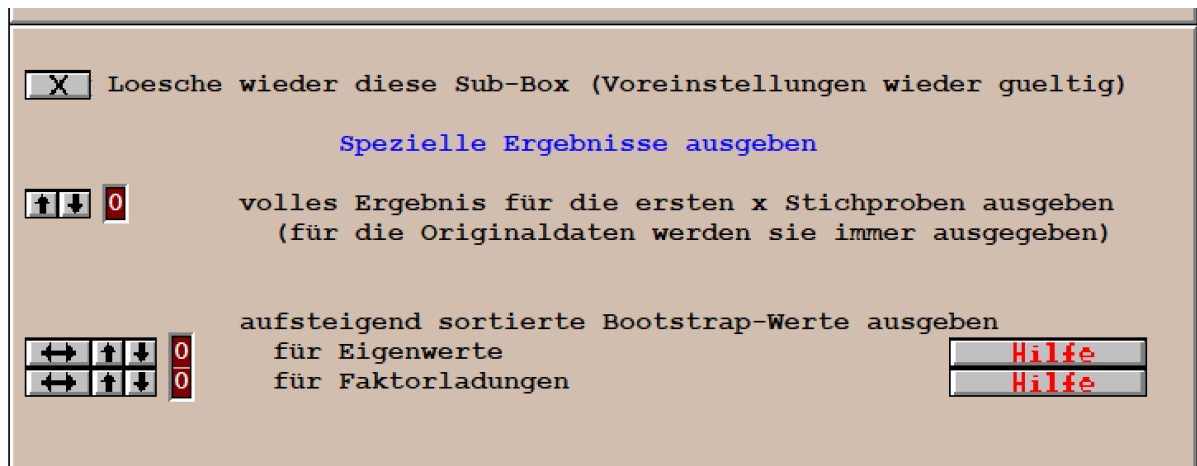 X Loesche wieder diese Sub-Box (Voreinstellungen wieder gueltig)
Spezielle Ergebnisse ausgeben
0 volles Ergebnis für die ersten x Stichproben ausgeben
(für die Originaldaten werden sie immer ausgegeben)
aufsteigend sortierte Bootstrap-Werte ausgeben
0 für Eigenwerte Hilfe
0 für Faktorladungen Hilfe